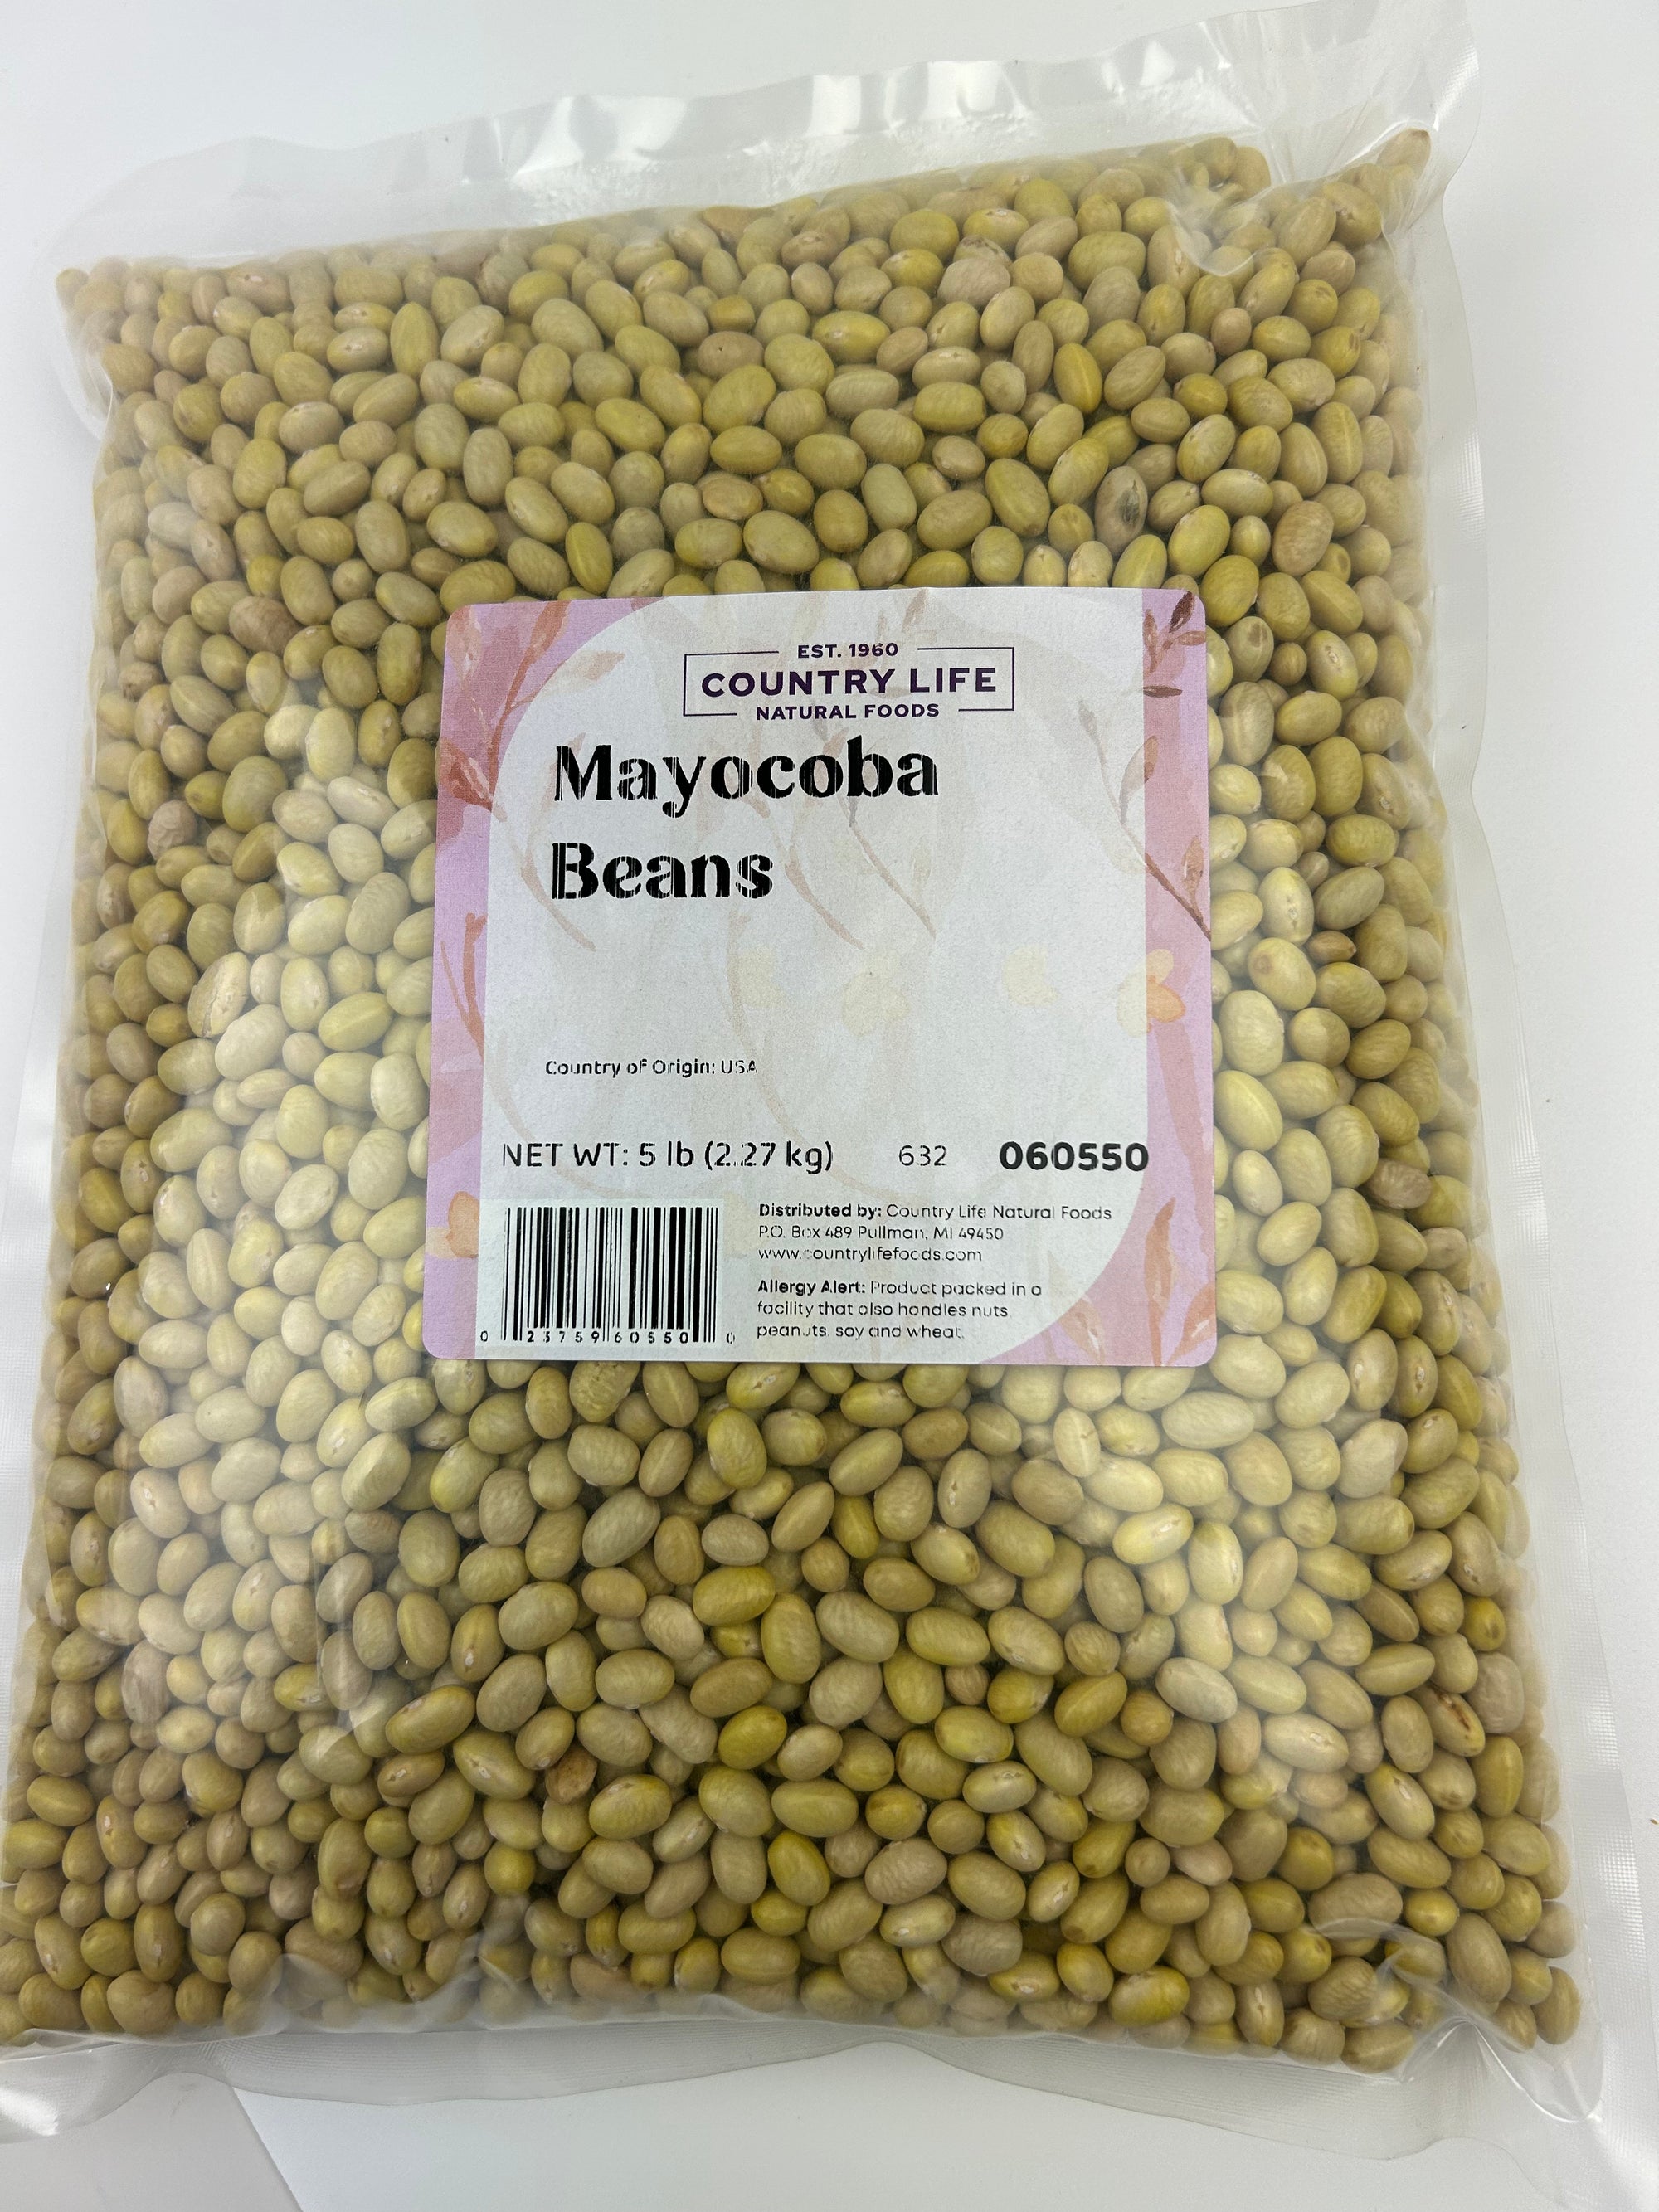 EST. 1960
COUNTRY LIFE
NATURAL FOODS
Mayocoba
Beans
Country of Origin: USA
NET WT: 5 lb (2.27 kg) 632 060550
Distributed by: Country Life Natural Foods
P.O. Box 489 Pullman, MI 49450
www.countrylifefoods.com
Allergy Alert: Product packed in a
facility that also handles nuts,
peanuts, soy and wheat.
0 23759 60550 0